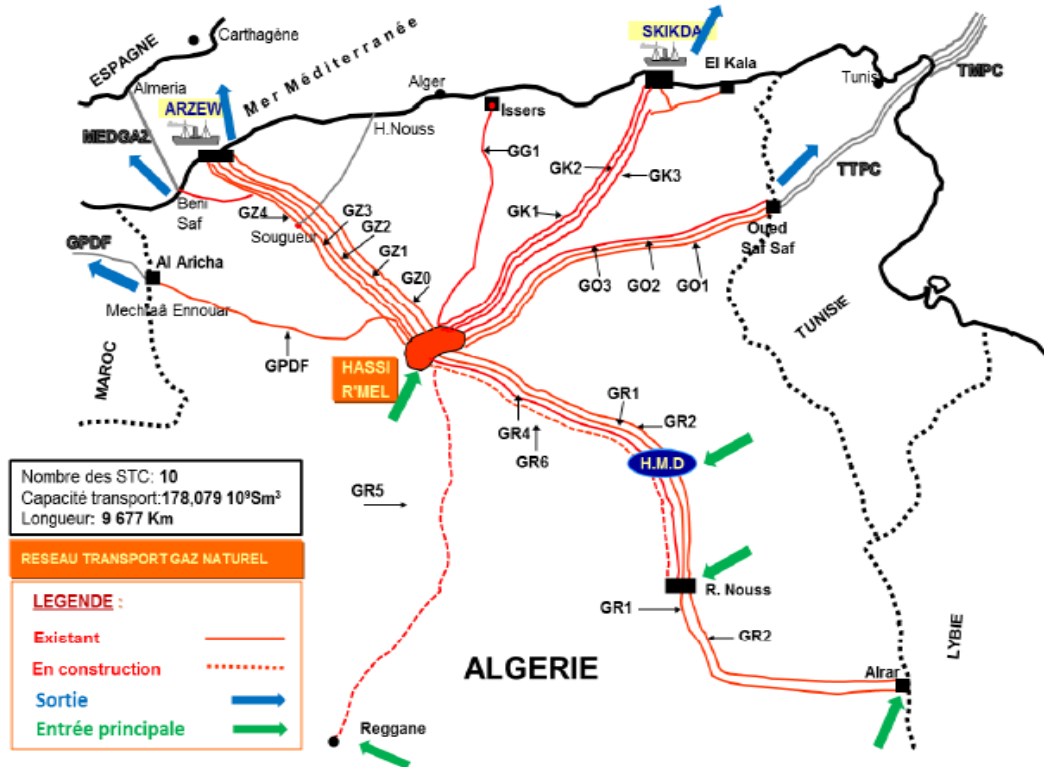 ESPAGNE
Carthagène
Almeria
Mer Méditerranée
ARZEW
MEDGAZ
Beni
Saf
Alger
H.Nouss
Issers
SKIKDA
El Kala
Tunis
TMPC
TTPC
GG1
GK2
GK3
GK1
GZ4
GZ3
GZ2
GZ1
GZ0
Sougueur
Oued
Saf Saf
GO3
GO2
GO1
GPDF
Al Aricha
Mechtaâ Ennouar
MAROC
GPDF
HASSI
R'MEL
TUNISIE
GR1
GR2
GR4
GR6
H.M.D
GR5
Nombre des STC: 10
Capacité transport:178,079 10⁹Sm³
Longueur: 9 677 Km
RESEAU TRANSPORT GAZ NATUREL
LEGENDE :
Existant
En construction
Sortie
Entrée principale
R. Nouss
GR1
GR2
ALGERIE
Alrar
LYBIE
Reggane